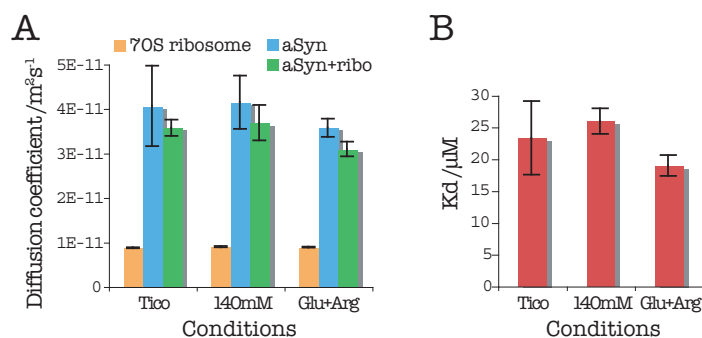 A
70S ribosome
aSyn
aSyn+ribo
Diffusion coefficient/m²s⁻¹
5E-11
4E-11
3E-11
2E-11
1E-11
0
Tico 140mM Glu+Arg
Conditions
B
Kd /µM
30
25
20
15
10
5
0
Tico 140mM Glu+Arg
Conditions